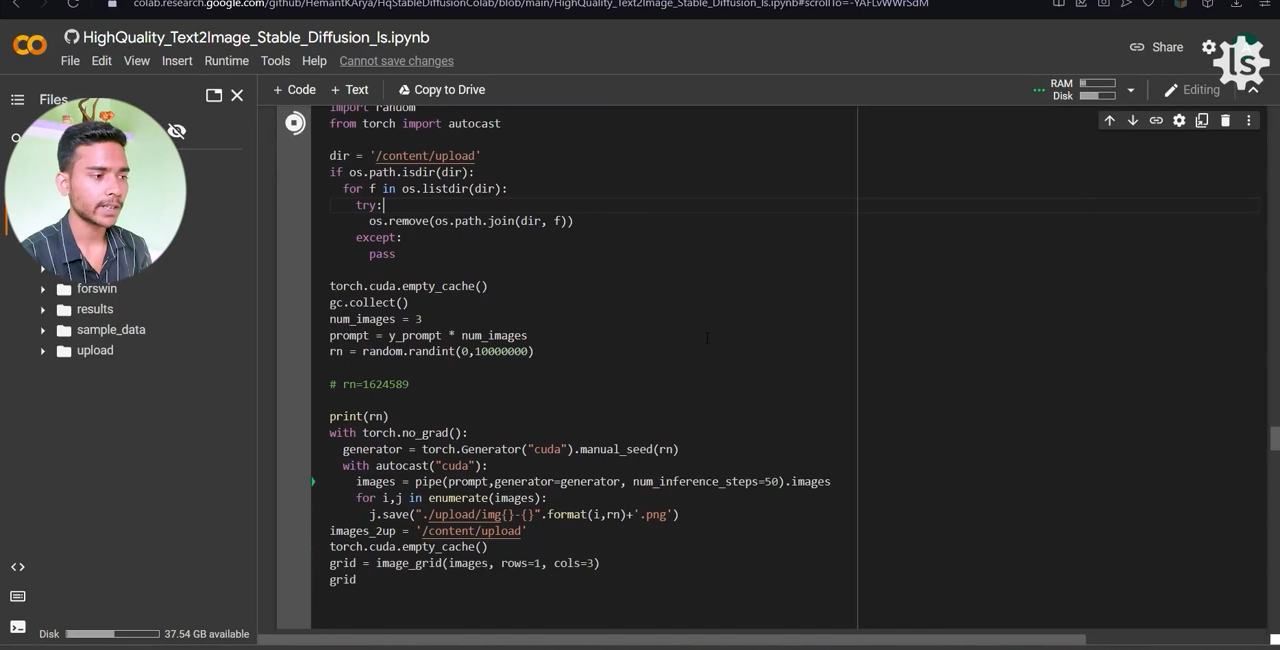 colab.research.google.com/github/HemantKArya/HqStableDiffusionColab/blob/main/HighQuality_Text2Image_Stable_Diffusion_ls.ipynb#scrollTo=-YAFLvWWrSdM
HighQuality_Text2Image_Stable_Diffusion_ls.ipynb
Share
ls
File Edit View Insert Runtime Tools Help Cannot save changes
Files
+ Code + Text Copy to Drive
RAM
Disk
Editing
import random
from torch import autocast
dir = '/content/upload'
if os.path.isdir(dir):
for f in os.listdir(dir):
try:
os.remove(os.path.join(dir, f))
except:
pass
forswin
results
sample_data
upload
torch.cuda.empty_cache()
gc.collect()
num_images = 3
prompt = y_prompt * num_images
rn = random.randint(0,10000000)
# rn=1624589
print(rn)
with torch.no_grad():
generator = torch.Generator("cuda").manual_seed(rn)
with autocast("cuda"):
images = pipe(prompt,generator=generator, num_inference_steps=50).images
for i,j in enumerate(images):
j.save("./upload/img{}-{}".format(i,rn)+'.png')
images_2up = '/content/upload'
torch.cuda.empty_cache()
grid = image_grid(images, rows=1, cols=3)
grid
Disk 37.54 GB available